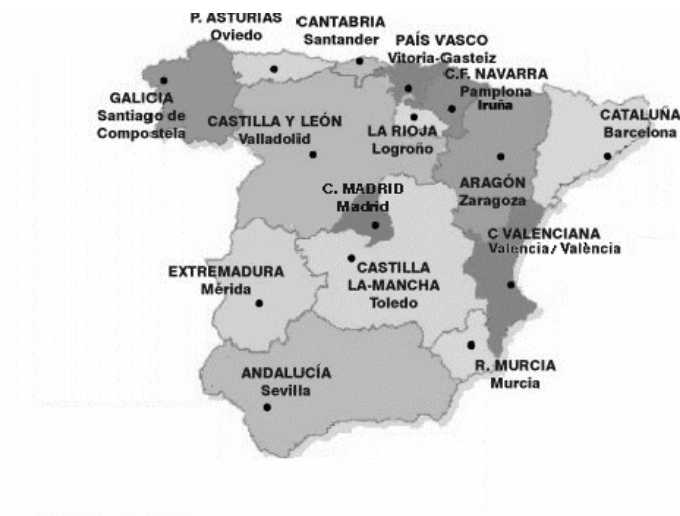 P. ASTURIAS
Oviedo
CANTABRIA
Santander
PAÍS VASCO
Vitoria-Gasteiz
C.F. NAVARRA
Pamplona
Iruña
GALICIA
Santiago de
Compostela
CASTILLA Y LEÓN
Valladolid
LA RIOJA
Logroño
CATALUÑA
Barcelona
ARAGÓN
Zaragoza
C. MADRID
Madrid
C VALENCIANA
Valencia/València
EXTREMADURA
Mérida
CASTILLA
LA-MANCHA
Toledo
ANDALUCÍA
Sevilla
R. MURCIA
Murcia